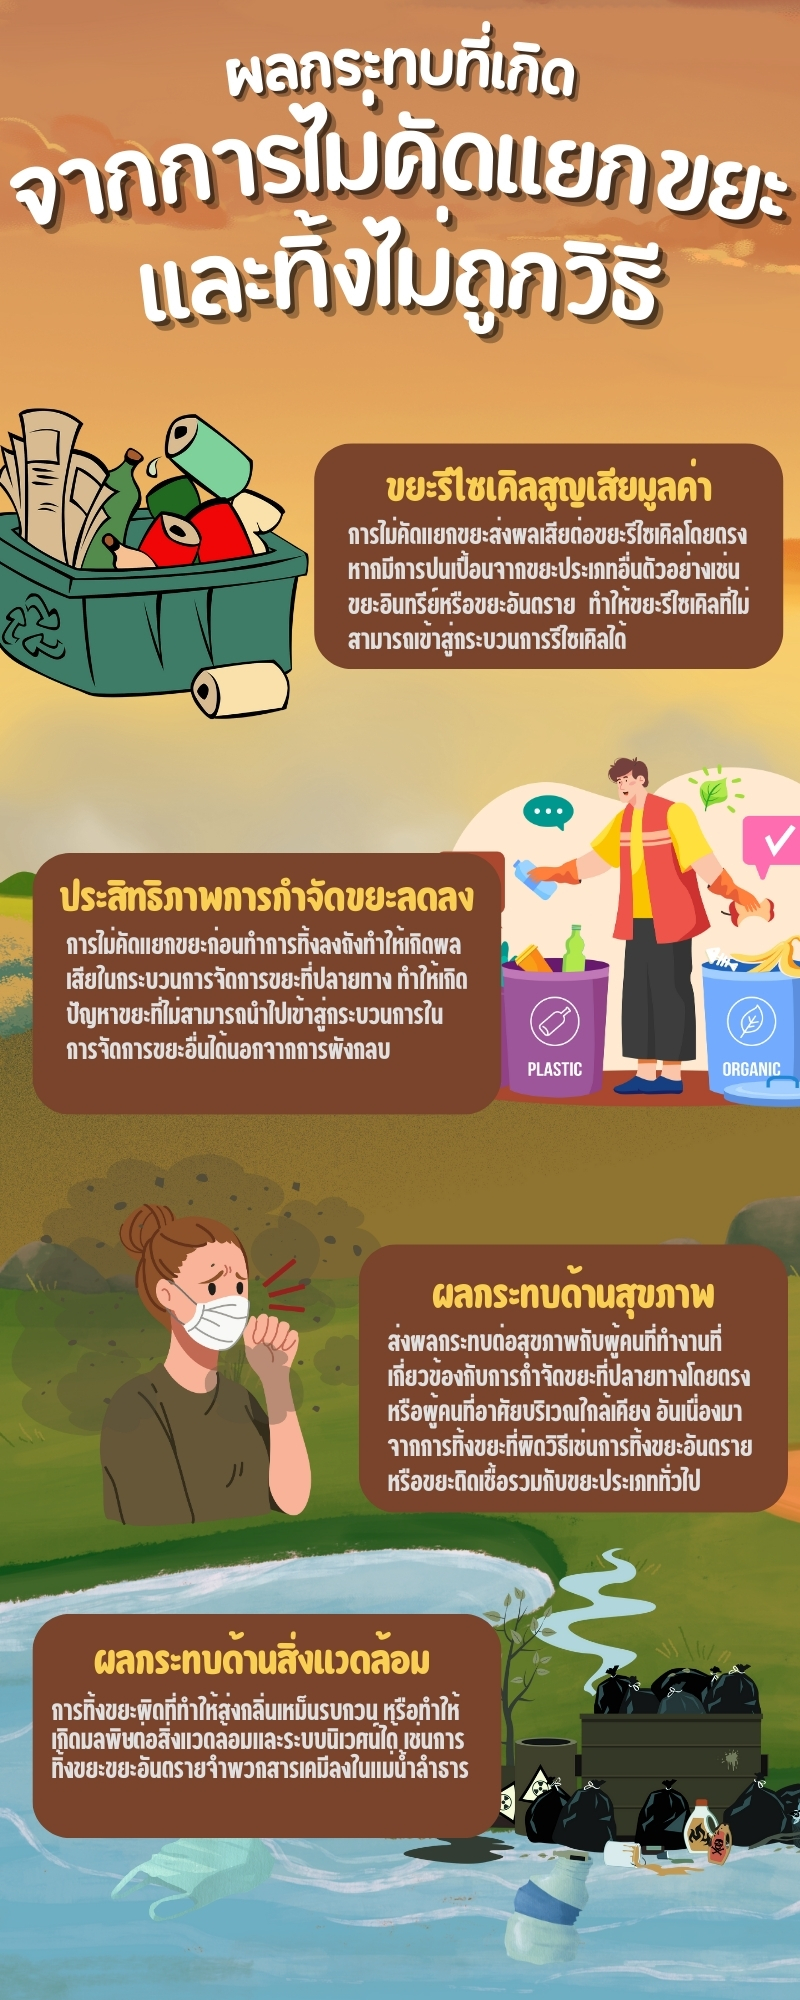 ผลกระทบที่เกิด
จากการไม่คัดแยกขยะ
และทิ้งไม่ถูกวิธี
ขยะรีไซเคิลสูญเสียมูลค่า
การไม่คัดแยกขยะส่งผลเสียต่อขยะรีไซเคิลโดยตรง
หากมีการปนเปื้อนจากขยะประเภทอื่นตัวอย่างเช่น
ขยะอินทรีย์หรือขยะอันตราย ทำให้ขยะรีไซเคิลที่ไม่
สามารถเข้าสู่กระบวนการรีไซเคิลได้
ประสิทธิภาพการกำจัดขยะลดลง
การไม่คัดแยกขยะก่อนทำการทิ้งลงถังทำให้เกิดผล
เสียในกระบวนการจัดการขยะที่ปลายทาง ทำให้เกิด
ปัญหาขยะที่ไม่สามารถนำไปเข้าสู่กระบวนการใน
การจัดการขยะอื่นได้นอกจากการฝังกลบ
PLASTIC
ORGANIC
ผลกระทบด้านสุขภาพ
ส่งผลกระทบต่อสุขภาพกับผู้คนที่ทำงานที่
เกี่ยวข้องกับการกำจัดขยะที่ปลายทางโดยตรง
หรือผู้คนที่อาศัยบริเวณใกล้เคียง อันเนื่องมา
จากการทิ้งขยะที่ผิดวิธีเช่นการทิ้งขยะอันตราย
หรือขยะติดเชื้อรวมกับขยะประเภททั่วไป
ผลกระทบด้านสิ่งแวดล้อม
การทิ้งขยะผิดที่ทำให้ส่งกลิ่นเหม็นรบกวน หรือทำให้
เกิดมลพิษต่อสิ่งแวดล้อมและระบบนิเวศน์ได้ เช่นการ
ทิ้งขยะขยะอันตรายจำพวกสารเคมีลงในแม่น้ำลำธาร